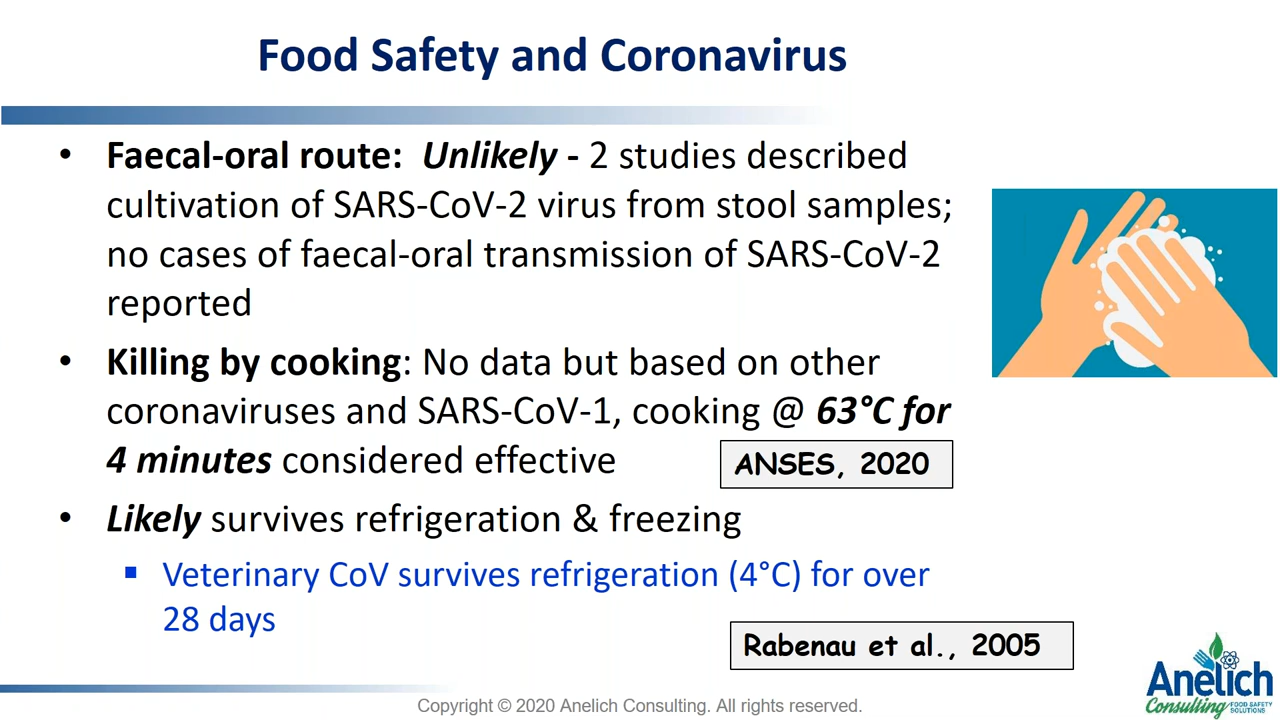 Food Safety and Coronavirus
• Faecal-oral route: Unlikely - 2 studies described
cultivation of SARS-CoV-2 virus from stool samples;
no cases of faecal-oral transmission of SARS-CoV-2
reported
• Killing by cooking: No data but based on other
coronaviruses and SARS-CoV-1, cooking @ 63°C for
4 minutes considered effective
ANSES, 2020
• Likely survives refrigeration & freezing
▪ Veterinary CoV survives refrigeration (4°C) for over
28 days
Rabenau et al., 2005
Anelich
Consulting FOOD SAFETY
SOLUTIONS
Copyright © 2020 Anelich Consulting. All rights reserved.